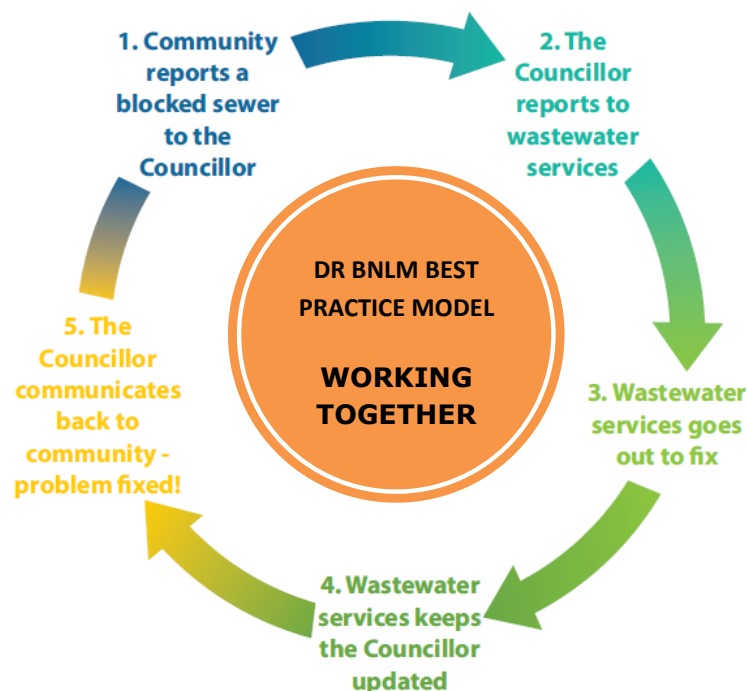 1. Community
reports a
blocked sewer
to the
Councillor
2. The
Councillor
reports to
wastewater
services
3. Wastewater
services goes
out to fix
4. Wastewater
services keeps
the Councillor
updated
5. The
Councillor
communicates
back to
community -
problem fixed!
DR BNLM BEST
PRACTICE MODEL
WORKING
TOGETHER